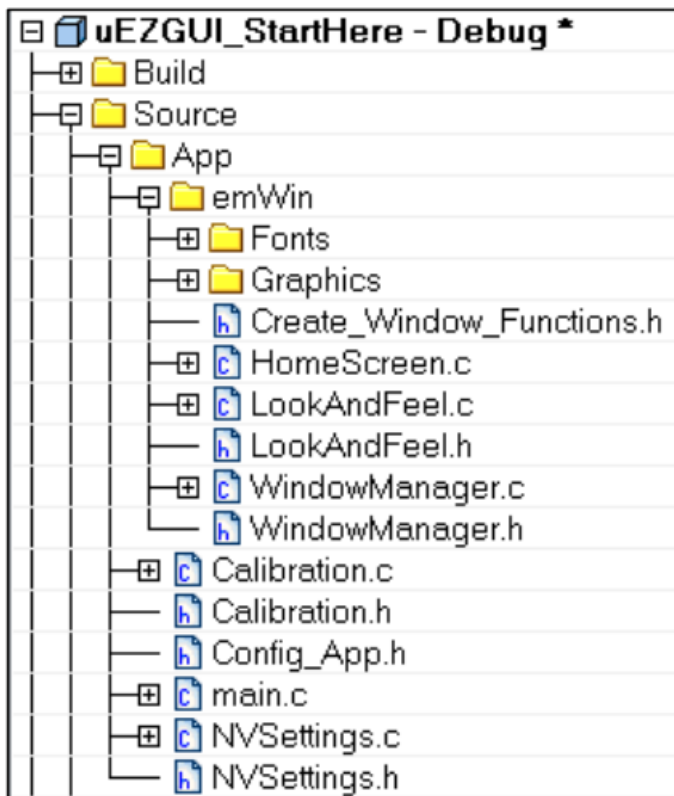 uEZGUI_StartHere - Debug *
Build
Source
App
emWin
Fonts
Graphics
h Create_Window_Functions.h
c HomeScreen.c
c LookAndFeel.c
h LookAndFeel.h
c WindowManager.c
h WindowManager.h
c Calibration.c
h Calibration.h
h Config_App.h
c main.c
c NVSettings.c
h NVSettings.h